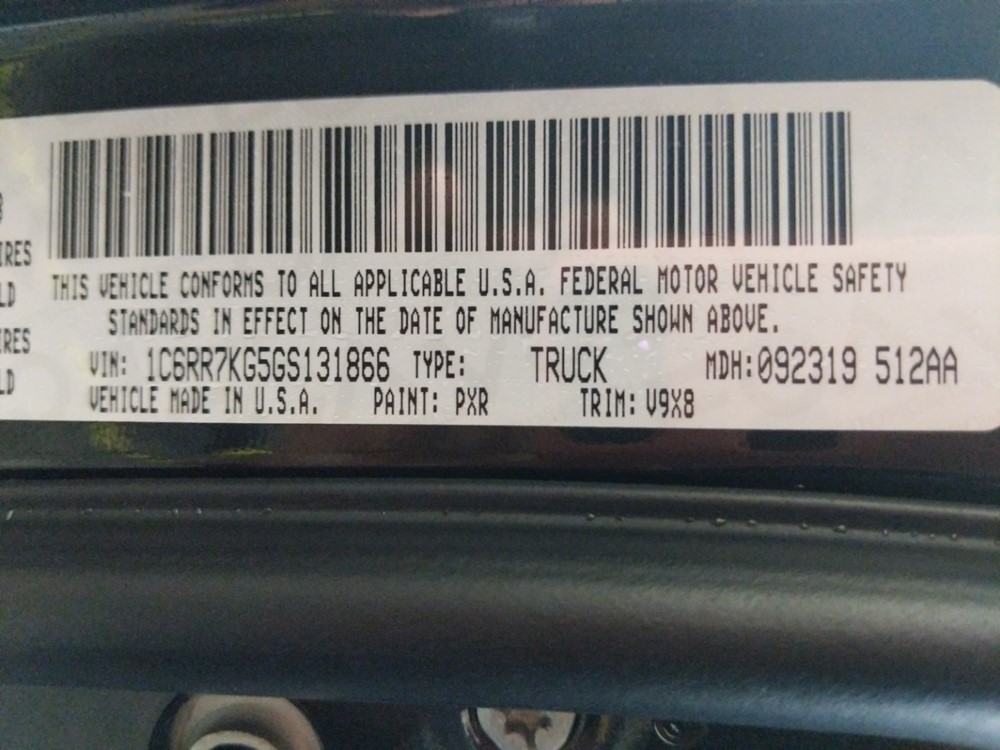 THIS VEHICLE CONFORMS TO ALL APPLICABLE U.S.A. FEDERAL MOTOR VEHICLE SAFETY
STANDARDS IN EFFECT ON THE DATE OF MANUFACTURE SHOWN ABOVE.
VIN: 1C6RR7KG5GS131866 TYPE: TRUCK MDH:092319 512AA
VEHICLE MADE IN U.S.A. PAINT: PXR TRIM: V9X8